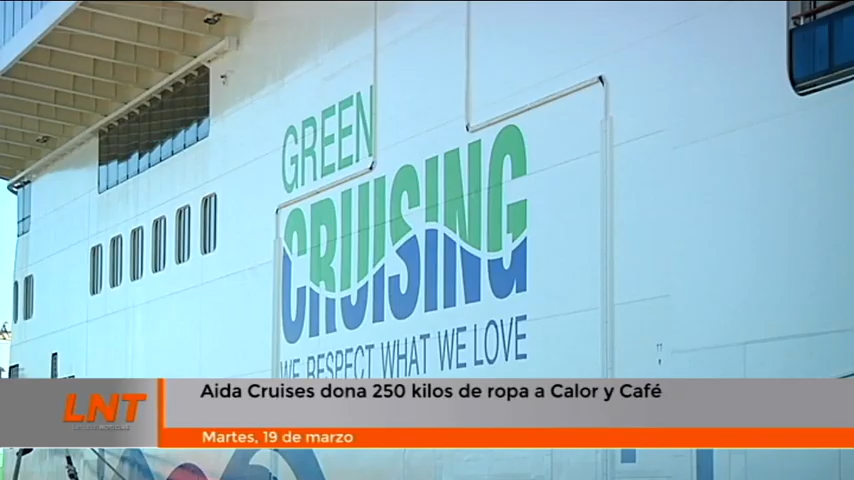 GREEN
CRUISING
WE RESPECT WHAT WE LOVE
Aida Cruises dona 250 kilos de ropa a Calor y Café
LNT
Martes, 19 de marzo